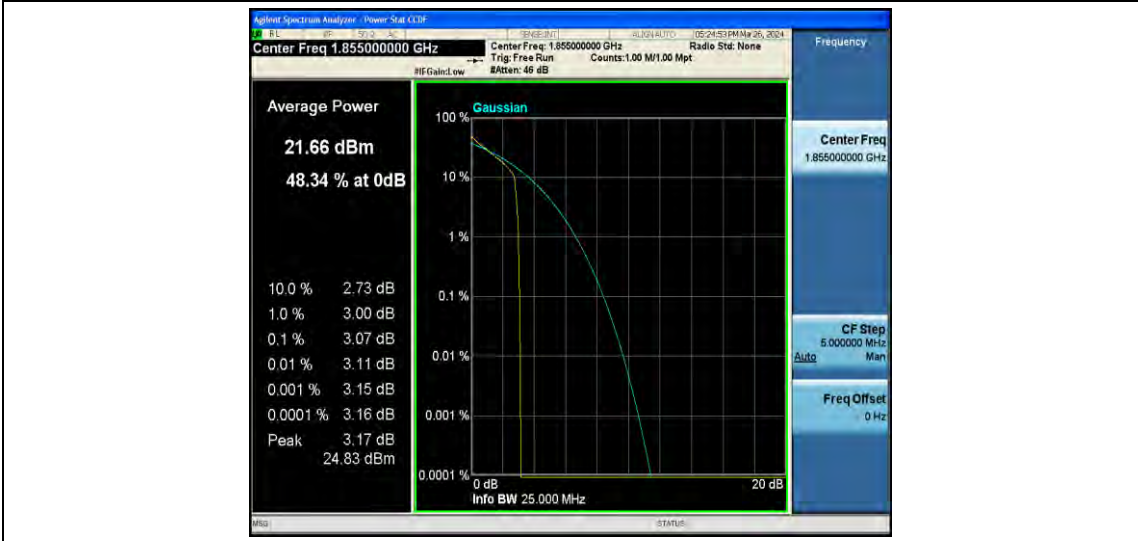 Agilent Spectrum Analyzer - Power Stat CCDF
RL RF 50 Ω AC SENSE:INT ALIGN AUTO 05:24:53 PM Mar 26, 2024
Center Freq 1.855000000 GHz
Center Freq: 1.855000000 GHz Radio Std: None
Trig: Free Run Counts:1.00 M/1.00 Mpt
#IFGain:Low #Atten: 46 dB
Frequency
Average Power
21.66 dBm
48.34 % at 0dB
10.0 % 2.73 dB
1.0 % 3.00 dB
0.1 % 3.07 dB
0.01 % 3.11 dB
0.001 % 3.15 dB
0.0001 % 3.16 dB
Peak 3.17 dB
24.83 dBm
Gaussian
100 %
10 %
1 %
0.1 %
0.01 %
0.001 %
0.0001 %
0 dB 20 dB
Info BW 25.000 MHz
Center Freq
1.855000000 GHz
CF Step
5.000000 MHz
Auto Man
Freq Offset
0 Hz
MSG STATUS